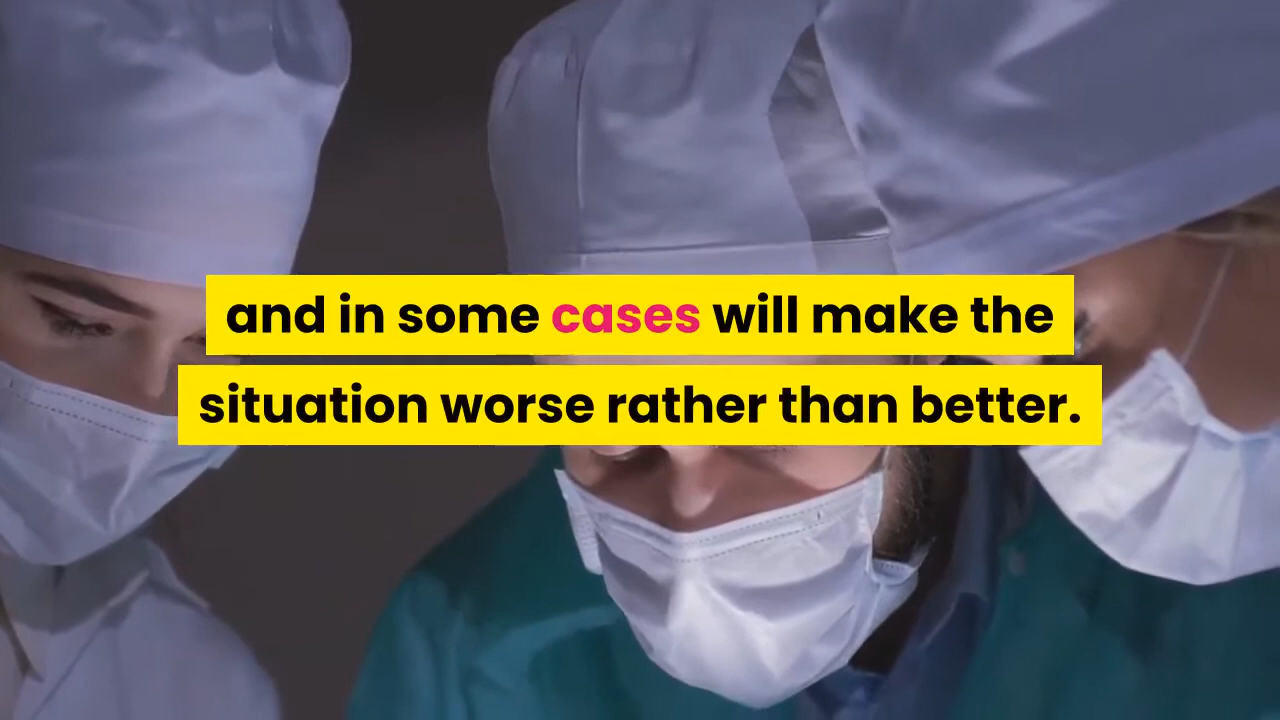 and in some cases will make the
situation worse rather than better.